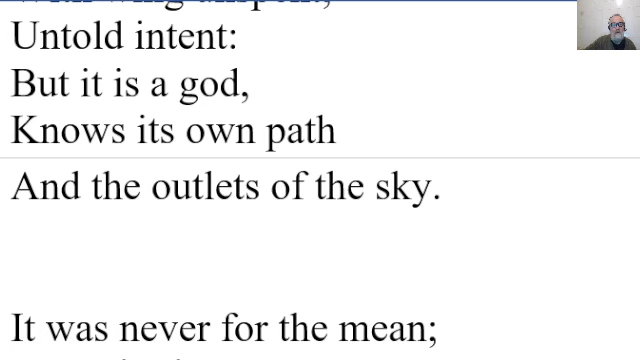 Untold intent:
But it is a god,
Knows its own path
And the outlets of the sky.
It was never for the mean;